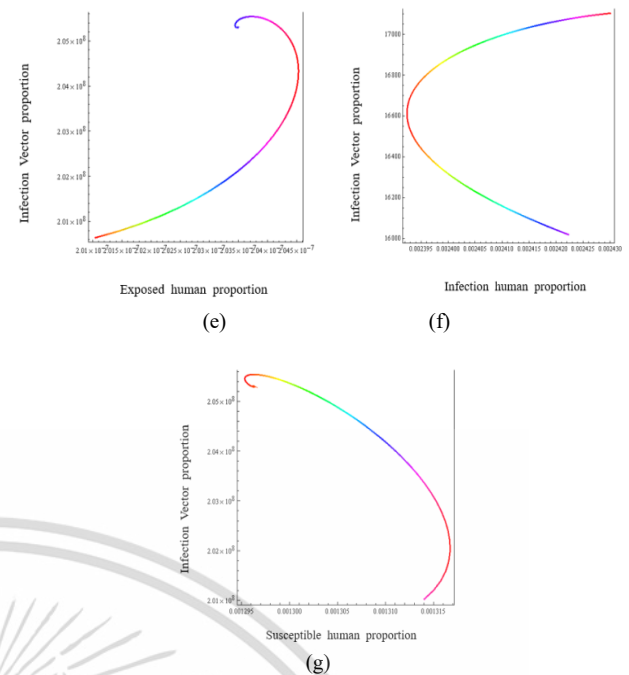 2.05×10⁸
2.04×10⁸
2.03×10⁸
2.02×10⁸
2.01×10⁸
Infection Vector proportion
Exposed human proportion
(e)
17000
16800
16600
16400
16200
16000
0.002395 0.002400 0.002405 0.002410 0.002415 0.002420 0.002425 0.002430
Infection Vector proportion
Infection human proportion
(f)
2.05×10⁸
2.04×10⁸
2.03×10⁸
2.02×10⁸
2.01×10⁸
0.001295 0.001300 0.001305 0.001310 0.001315
Infection Vector proportion
Susceptible human proportion
(g)